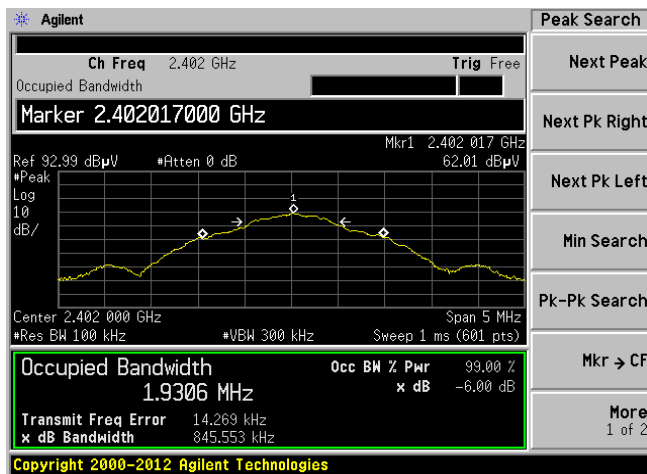 Agilent
Peak Search
Ch Freq 2.402 GHz Trig Free
Occupied Bandwidth
Marker 2.402017000 GHz
Mkr1 2.402 017 GHz
Ref 92.99 dBµV #Atten 0 dB 62.01 dBµV
#Peak
Log
10
dB/
1
Center 2.402 000 GHz Span 5 MHz
#Res BW 100 kHz #VBW 300 kHz Sweep 1 ms (601 pts)
Occupied Bandwidth Occ BW % Pwr 99.00 %
1.9306 MHz x dB -6.00 dB
Transmit Freq Error 14.269 kHz
x dB Bandwidth 845.553 kHz
Copyright 2000-2012 Agilent Technologies
Next Peak
Next Pk Right
Next Pk Left
Min Search
Pk-Pk Search
Mkr → CF
More
1 of 2